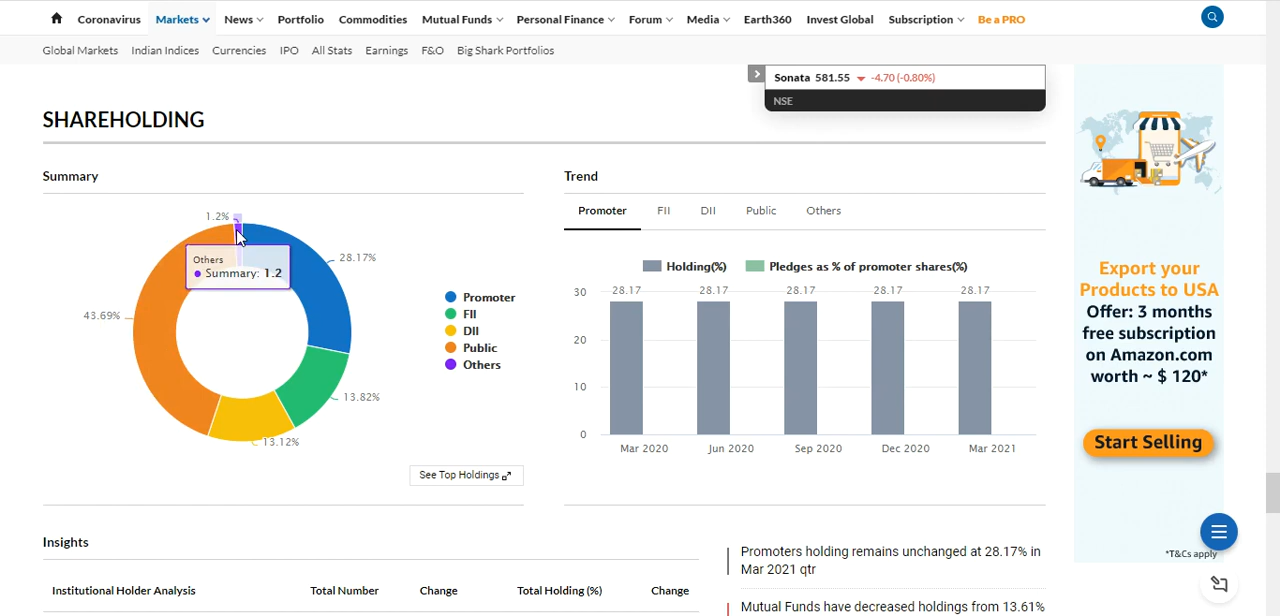 Coronavirus Markets News Portfolio Commodities Mutual Funds Personal Finance Forum Media Earth360 Invest Global Subscription Be a PRO
Global Markets Indian Indices Currencies IPO All Stats Earnings F&O Big Shark Portfolios
Sonata 581.55 -4.70 (-0.80%)
NSE
SHAREHOLDING
Summary
1.2%
28.17%
Others
Summary: 1.2
43.69%
13.82%
13.12%
Promoter
FII
DII
Public
Others
See Top Holdings
Trend
Promoter FII DII Public Others
Holding(%) Pledges as % of promoter shares(%)
30
20
10
0
28.17 28.17 28.17 28.17 28.17
Mar 2020 Jun 2020 Sep 2020 Dec 2020 Mar 2021
Insights
Institutional Holder Analysis Total Number Change Total Holding (%) Change
Promoters holding remains unchanged at 28.17% in
Mar 2021 qtr
Mutual Funds have decreased holdings from 13.61%
Export your
Products to USA
Offer: 3 months
free subscription
on Amazon.com
worth ~ $ 120*
Start Selling
*T&Cs apply